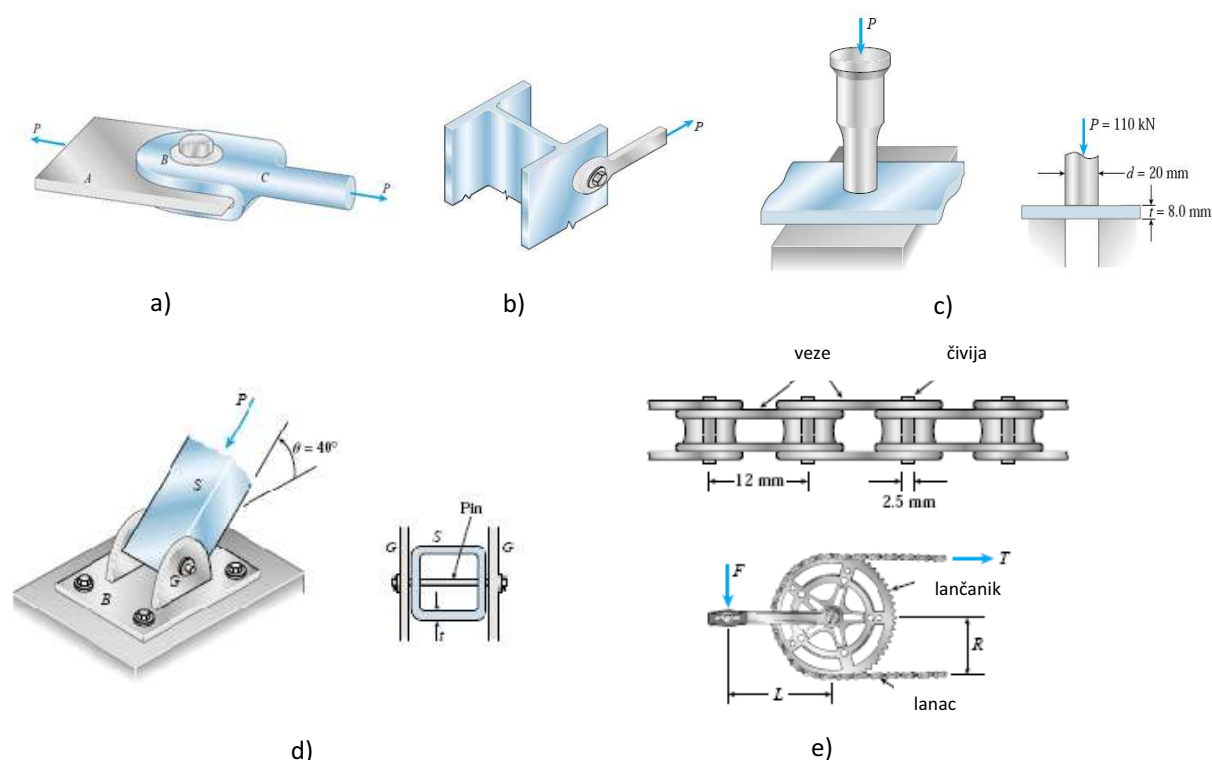 P
P = 110 kN
d = 20 mm
t = 8.0 mm
P
A
B
C
P
P
a)
b)
c)
veze
čivija
12 mm
2.5 mm
P
θ = 40°
S
G
B
Pin
G
S
G
t
F
T
lančanik
R
L
lanac
d)
e)